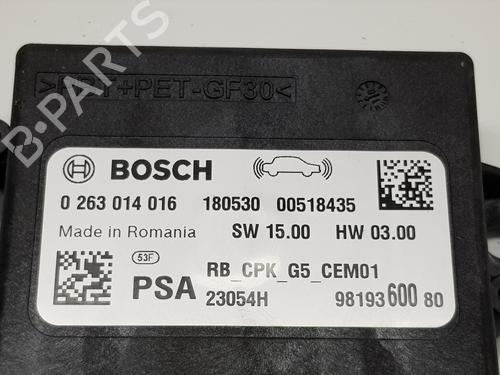 >PBT+PET-GF30<
B-PARTS
BOSCH
0 263 014 016 180530 00518435
Made in Romania SW 15.00 HW 03.00
53F
RB_CPK_G5_CEM01
PSA 23054H 98193 600 80